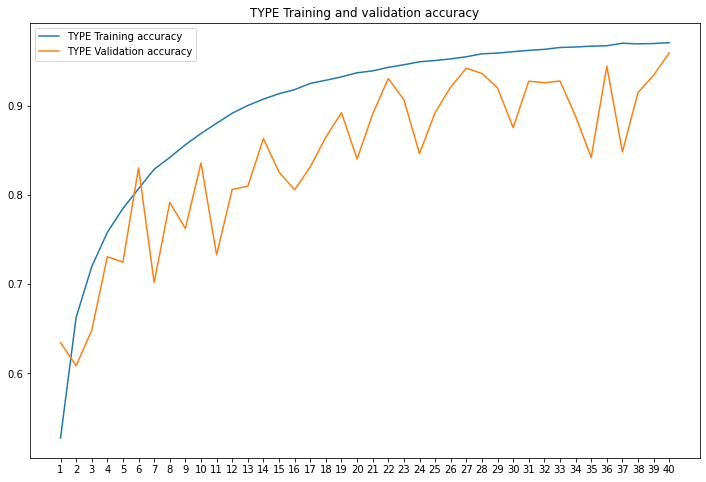 TYPE Training and validation accuracy
TYPE Training accuracy
TYPE Validation accuracy
0.9
0.8
0.7
0.6
1 2 3 4 5 6 7 8 9 10 11 12 13 14 15 16 17 18 19 20 21 22 23 24 25 26 27 28 29 30 31 32 33 34 35 36 37 38 39 40